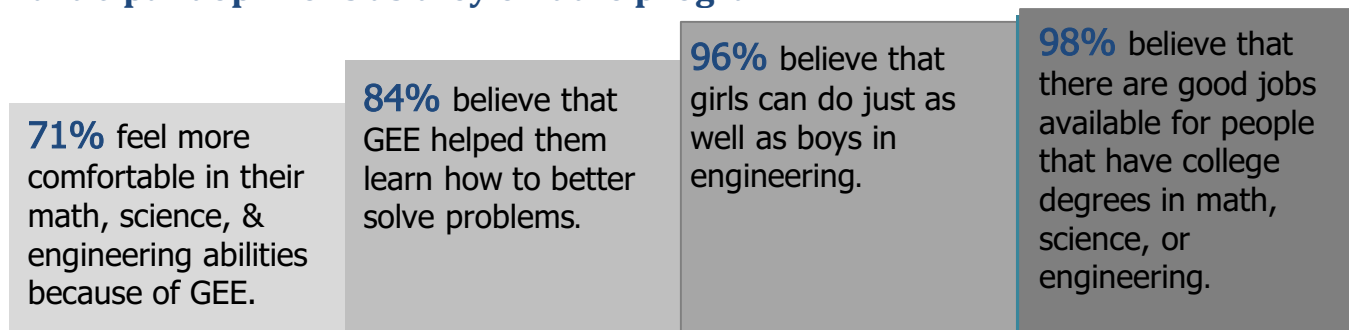 71% feel more
comfortable in their
math, science, &
engineering abilities
because of GEE.
84% believe that
GEE helped them
learn how to better
solve problems.
96% believe that
girls can do just as
well as boys in
engineering.
98% believe that
there are good jobs
available for people
that have college
degrees in math,
science, or
engineering.